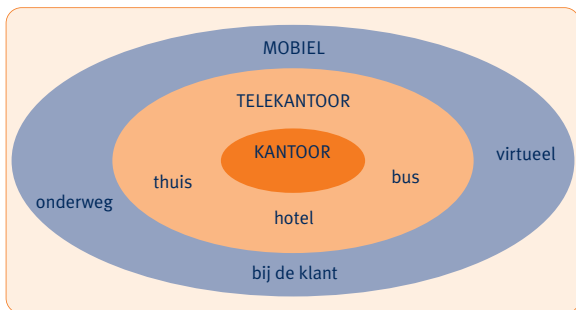 MOBIEL
TELEKANTOOR
KANTOOR
virtueel
thuis
bus
onderweg
hotel
bij de klant